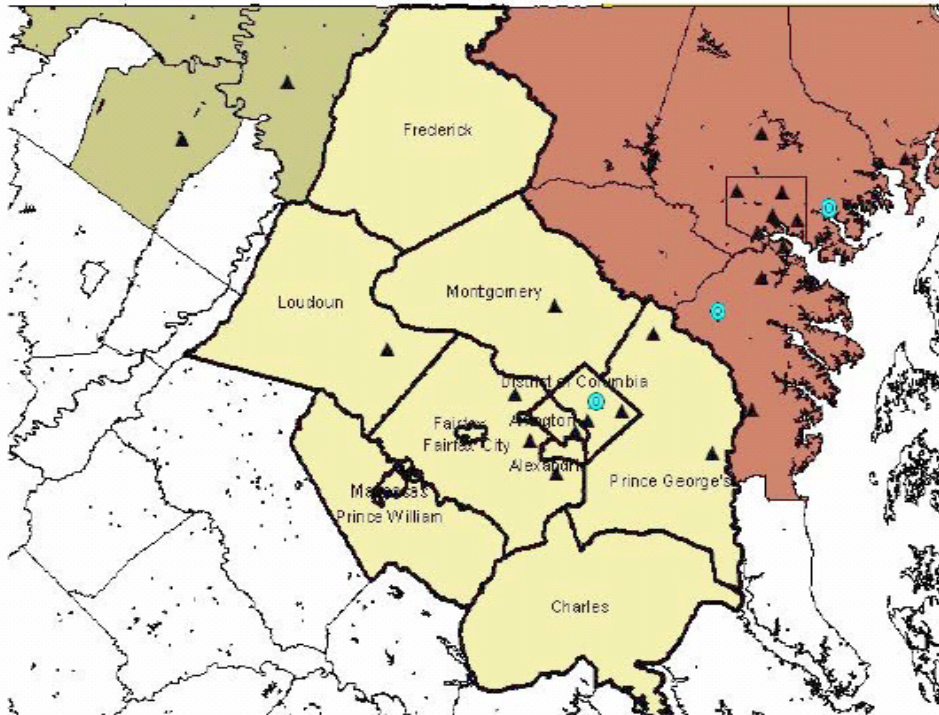 Frederick
Loudoun
Montgomery
District of Columbia
Arlington
Fairfax
Fairfax City
Alexandria
Prince George's
Manassas
Prince William
Charles